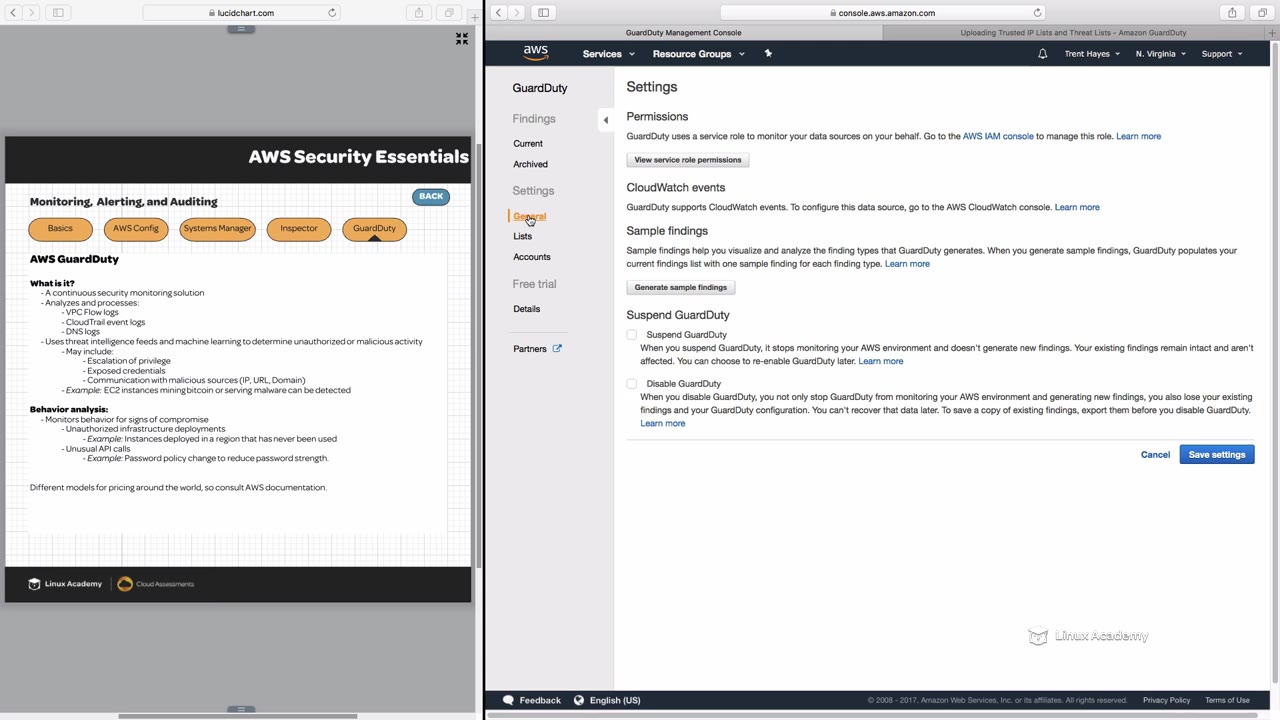 lucidchart.com
AWS Security Essentials
Monitoring, Alerting, and Auditing
BACK
Basics
AWS Config
Systems Manager
Inspector
GuardDuty
AWS GuardDuty
What is it?
- A continuous security monitoring solution
- Analyzes and processes:
- VPC Flow logs
- CloudTrail event logs
- DNS logs
- Uses threat intelligence feeds and machine learning to determine unauthorized or malicious activity
- May include:
- Escalation of privilege
- Exposed credentials
- Communication with malicious sources (IP, URL, Domain)
- Example: EC2 instances mining bitcoin or serving malware can be detected
Behavior analysis:
- Monitors behavior for signs of compromise
- Unauthorized infrastructure deployments
- Example: Instances deployed in a region that has never been used
- Unusual API calls
- Example: Password policy change to reduce password strength.
Different models for pricing around the world, so consult AWS documentation.
Linux Academy
Cloud Assessments
console.aws.amazon.com
GuardDuty Management Console
Uploading Trusted IP Lists and Threat Lists - Amazon GuardDuty
aws
Services
Resource Groups
Trent Hayes
N. Virginia
Support
GuardDuty
Findings
Current
Archived
Settings
General
Lists
Accounts
Free trial
Details
Partners
Settings
Permissions
GuardDuty uses a service role to monitor your data sources on your behalf. Go to the AWS IAM console to manage this role. Learn more
View service role permissions
CloudWatch events
GuardDuty supports CloudWatch events. To configure this data source, go to the AWS CloudWatch console. Learn more
Sample findings
Sample findings help you visualize and analyze the finding types that GuardDuty generates. When you generate sample findings, GuardDuty populates your
current findings list with one sample finding for each finding type. Learn more
Generate sample findings
Suspend GuardDuty
Suspend GuardDuty
When you suspend GuardDuty, it stops monitoring your AWS environment and doesn't generate new findings. Your existing findings remain intact and aren't
affected. You can choose to re-enable GuardDuty later. Learn more
Disable GuardDuty
When you disable GuardDuty, you not only stop GuardDuty from monitoring your AWS environment and generating new findings, you also lose your existing
findings and your GuardDuty configuration. You can't recover that data later. To save a copy of existing findings, export them before you disable GuardDuty.
Learn more
Cancel
Save settings
Linux Academy
Feedback
English (US)
© 2008 - 2017, Amazon Web Services, Inc. or its affiliates. All rights reserved.
Privacy Policy
Terms of Use